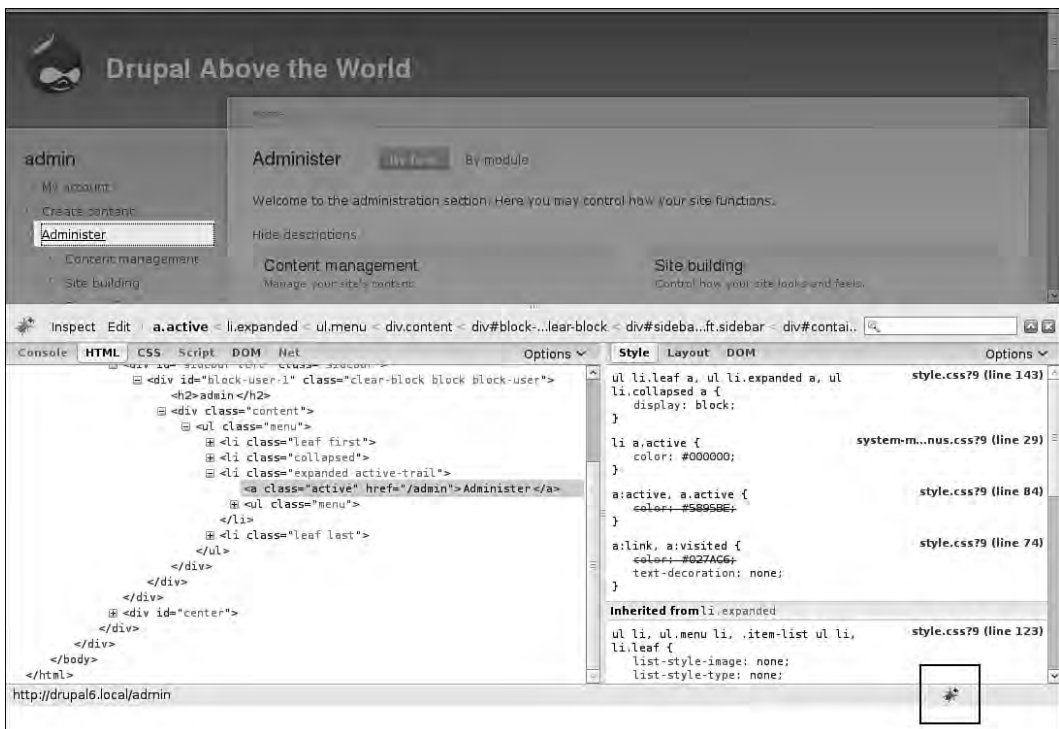 Drupal Above the World
Home
admin
My account
Create content
Administer
Content management
Site building
Administer By task By module
Welcome to the administration section. Here you may control how your site functions.
Hide descriptions
Content management
Manage your site's content.
Site building
Control how your site looks and feels.
Inspect Edit a.active < li.expanded < ul.menu < div.content < div#block-...lear-block < div#sideba...ft.sidebar < div#contai..
Console HTML CSS Script DOM Net Options
<div id="sidebar-left" class="sidebar">
<div id="block-user-1" class="clear-block block block-user">
<h2>admin</h2>
<div class="content">
<ul class="menu">
<li class="leaf first">
<li class="collapsed">
<li class="expanded active-trail">
<a class="active" href="/admin">Administer</a>
<ul class="menu">
</li>
<li class="leaf last">
</ul>
</div>
</div>
</div>
<div id="center">
</div>
</div>
</body>
</html>
Style Layout DOM Options
ul li.leaf a, ul li.expanded a, ul style.css?9 (line 143)
li.collapsed a {
display: block;
}
li a.active { system-m...nus.css?9 (line 29)
color: #000000;
}
a:active, a.active { style.css?9 (line 84)
color: #5895BE;
}
a:link, a:visited { style.css?9 (line 74)
color: #027AC6;
text-decoration: none;
}
Inherited from li.expanded
ul li, ul.menu li, .item-list ul li, style.css?9 (line 123)
li.leaf {
list-style-image: none;
list-style-type: none;
http://drupal6.local/admin